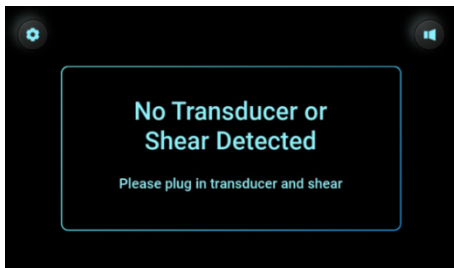 No Transducer or
Shear Detected
Please plug in transducer and shear